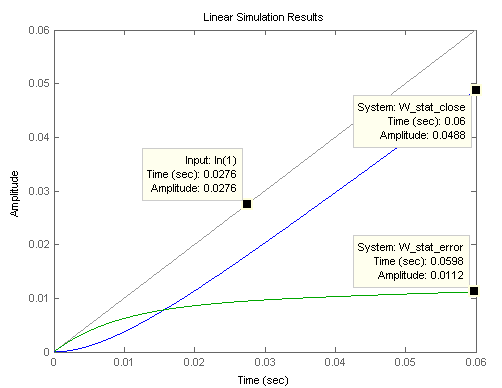 Linear Simulation Results
0.06
0.05
0.04
0.03
0.02
0.01
0
Amplitude
System: W_stat_close
Time (sec): 0.06
Amplitude: 0.0488
Input: In(1)
Time (sec): 0.0276
Amplitude: 0.0276
System: W_stat_error
Time (sec): 0.0598
Amplitude: 0.0112
0 0.01 0.02 0.03 0.04 0.05 0.06
Time (sec)